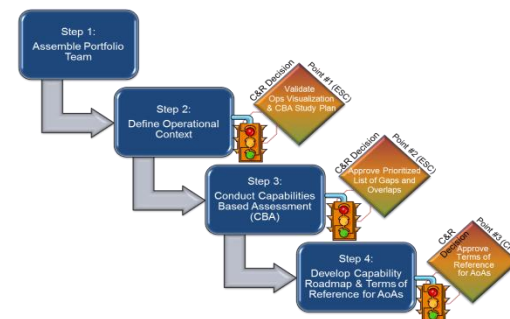 Step 1:
Assemble Portfolio
Team
Step 2:
Define Operational
Context
C&R Decision
Point #1 (ESC)
Validate
Ops Visualization
& CBA Study Plan
Step 3:
Conduct Capabilities
Based Assessment
(CBA)
C&R Decision
Point #2 (ESC)
Approve Prioritized
List of Gaps and
Overlaps
Step 4:
Develop Capability
Roadmap & Terms of
Reference for AoAs
C&R
Decision
Point #3
Approve
Terms of
Reference
for AoAs